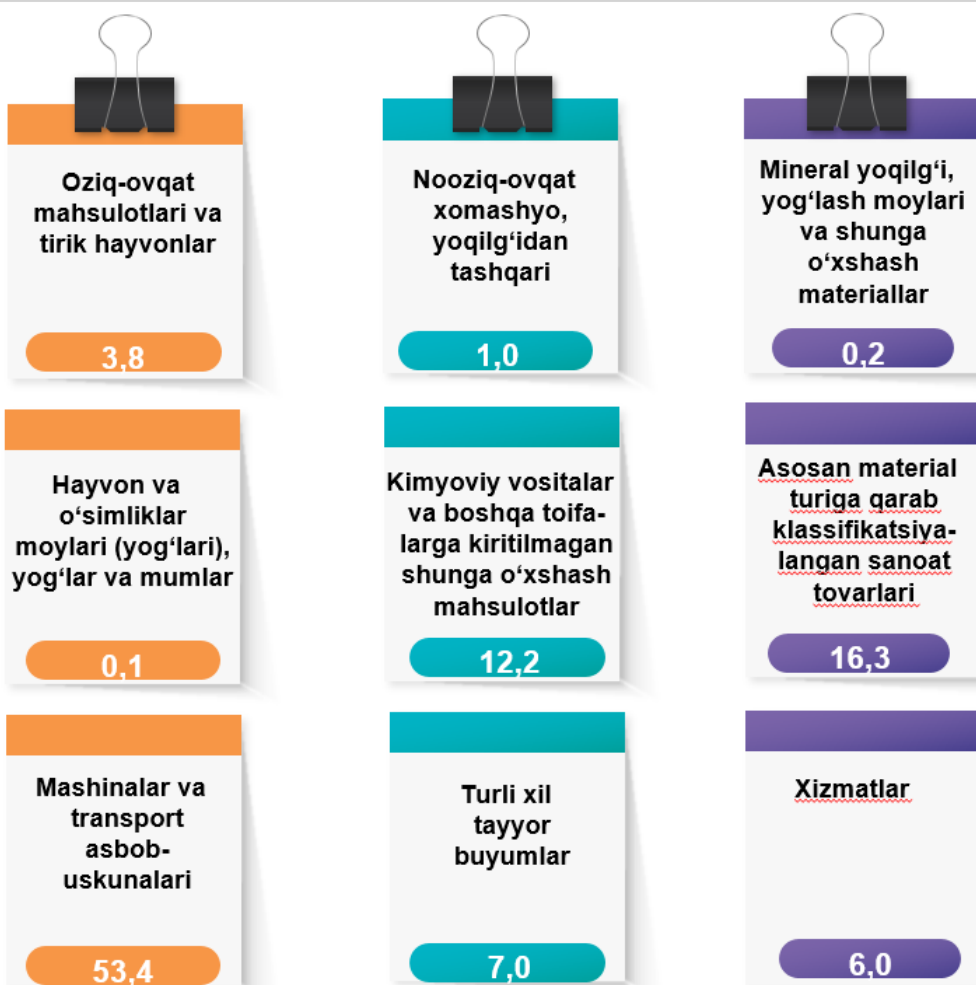 Oziq-ovqat
mahsulotlari va
tirik hayvonlar
3,8
Nooziq-ovqat
xomashyo,
yoqilg‘idan
tashqari
1,0
Mineral yoqilg‘i,
yog‘lash moylari
va shunga
o‘xshash
materiallar
0,2
Hayvon va
o‘simliklar
moylari (yog‘lari),
yog‘lar va mumlar
0,1
Kimyoviy vositalar
va boshqa toifa-
larga kiritilmagan
shunga o‘xshash
mahsulotlar
12,2
Asosan material
turiga qarab
klassifikatsiya-
langan sanoat
tovarlari
16,3
Mashinalar va
transport
asbob-
uskunalari
53,4
Turli xil
tayyor
buyumlar
7,0
Xizmatlar
6,0